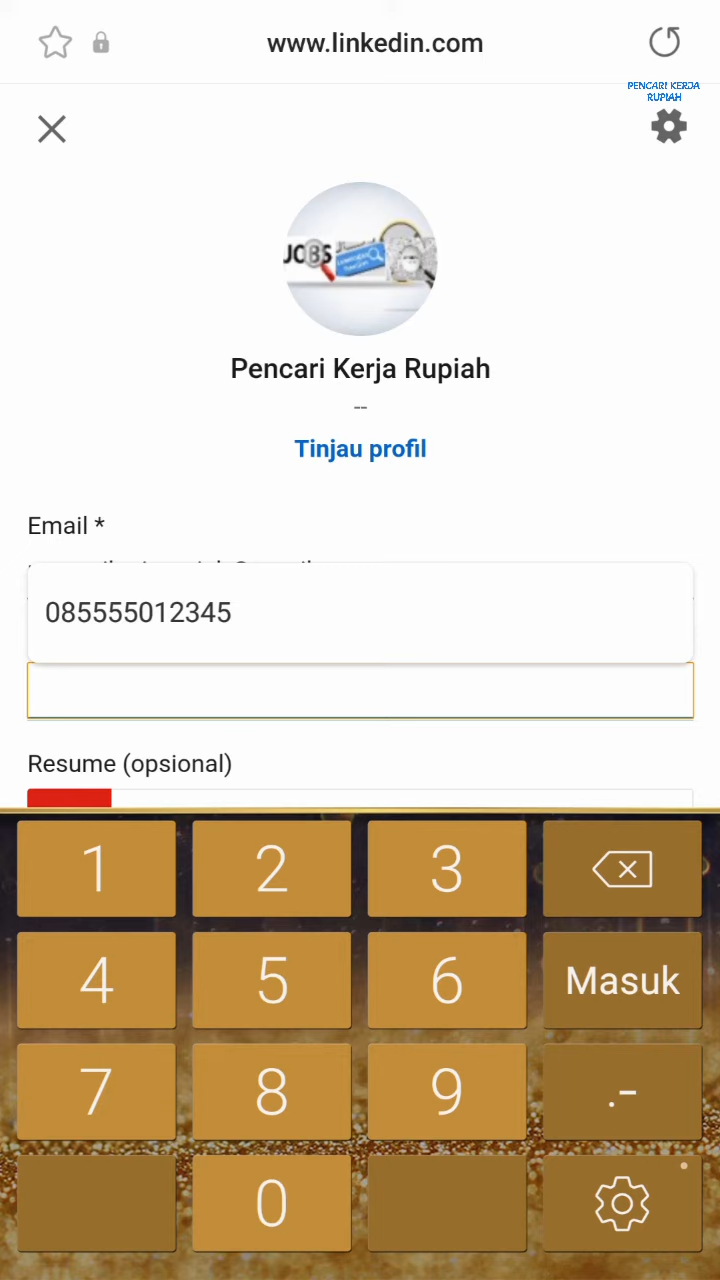 www.linkedin.com
PENCARI KERJA
RUPIAH
JOBS
Pencari Kerja Rupiah
--
Tinjau profil
Email *
085555012345
Resume (opsional)
1 2 3
4 5 6 Masuk
7 8 9 .-
0